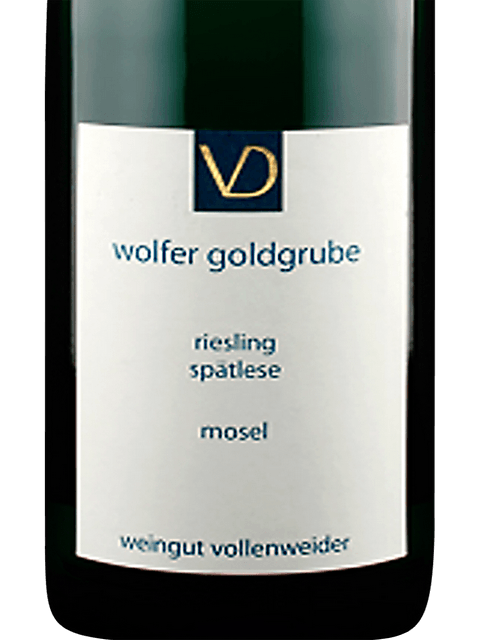 VD
wolfer goldgrube
riesling
spätlese
mosel
weingut vollenweider